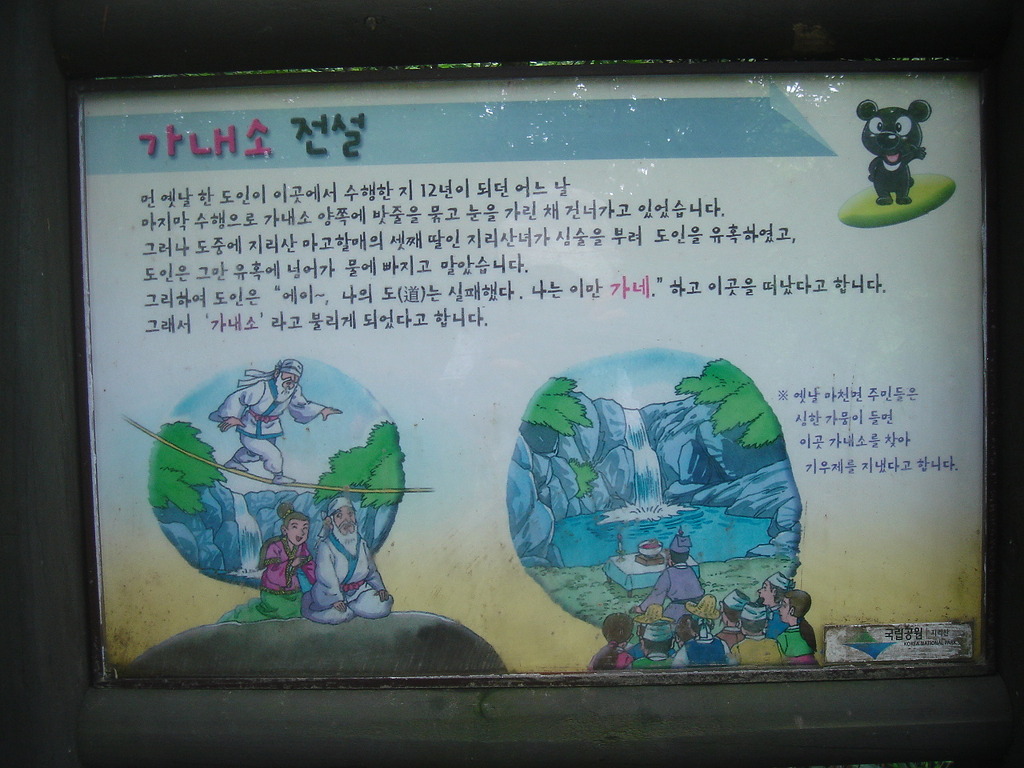 가내소 전설
먼 옛날 한 도인이 이곳에서 수행한 지 12년이 되던 어느 날
마지막 수행으로 가내소 양쪽에 밧줄을 묶고 눈을 가린 채 건너가고 있었습니다.
그러나 도중에 지리산 마고할매의 셋째 딸인 지리산녀가 심술을 부려 도인을 유혹하였고,
도인은 그만 유혹에 넘어가 물에 빠지고 말았습니다.
그리하여 도인은 “에이~, 나의 도(道)는 실패했다. 나는 이만 가네.” 하고 이곳을 떠났다고 합니다.
그래서 ‘가내소’ 라고 불리게 되었다고 합니다.
※ 옛날 마천면 주민들은
심한 가뭄이 들면
이곳 가내소를 찾아
기우제를 지냈다고 합니다.
국립공원 지리산
KOREA NATIONAL PARK